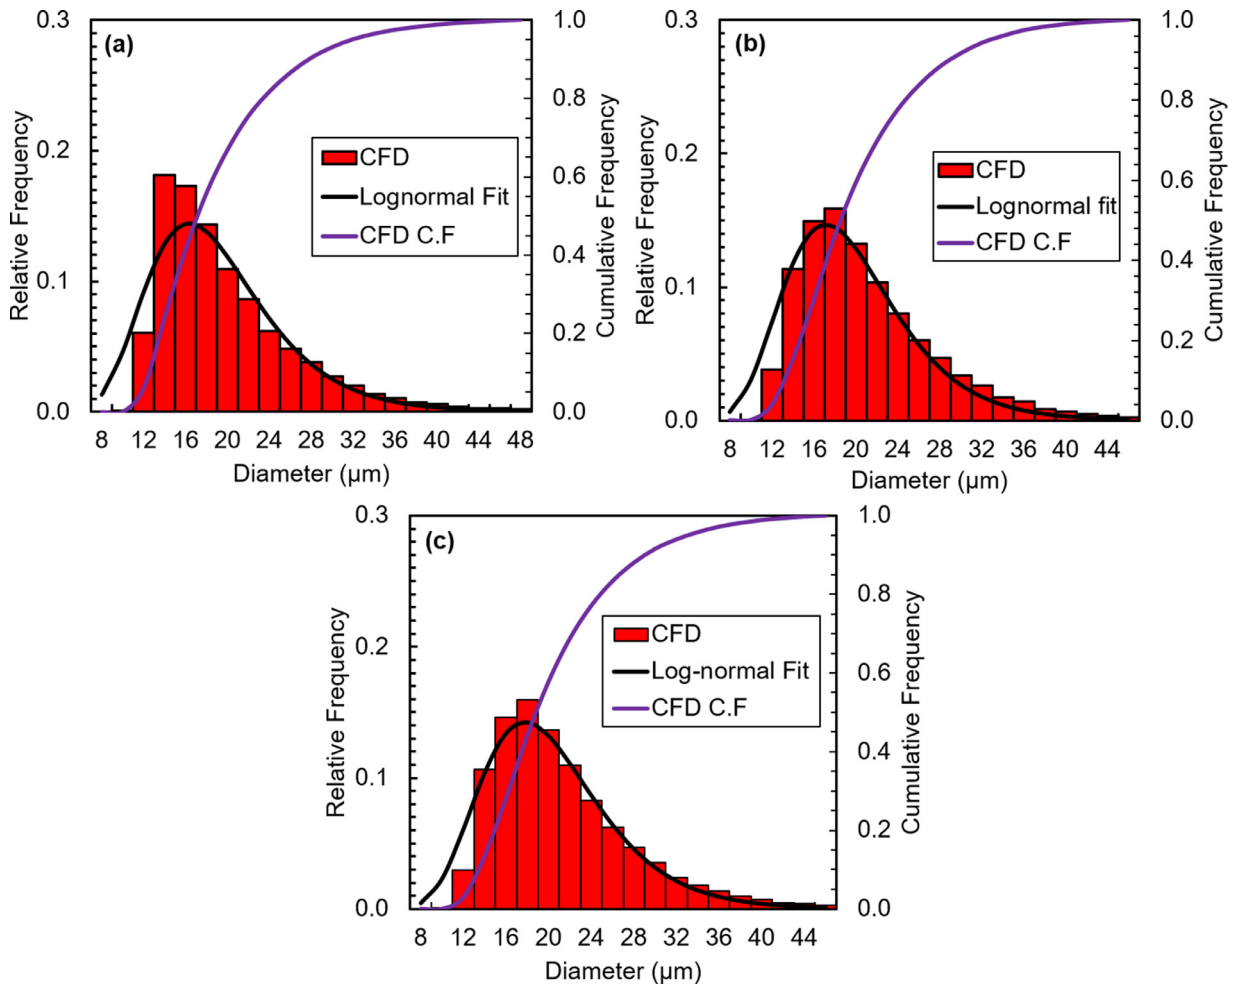 (a)
Relative Frequency
0.3
0.2
0.1
0.0
CFD
Lognormal Fit
CFD C.F
1.0
0.8
0.6
0.4
0.2
0.0
Cumulative Frequency
8 12 16 20 24 28 32 36 40 44 48
Diameter (µm)
(b)
Relative Frequency
0.3
0.2
0.1
0.0
CFD
Lognormal fit
CFD C.F
1.0
0.8
0.6
0.4
0.2
0.0
Cumulative Frequency
8 12 16 20 24 28 32 36 40 44
Diameter (µm)
(c)
Relative Frequency
0.3
0.2
0.1
0.0
CFD
Log-normal Fit
CFD C.F
1.0
0.8
0.6
0.4
0.2
0.0
Cumulative Frequency
8 12 16 20 24 28 32 36 40 44
Diameter (µm)